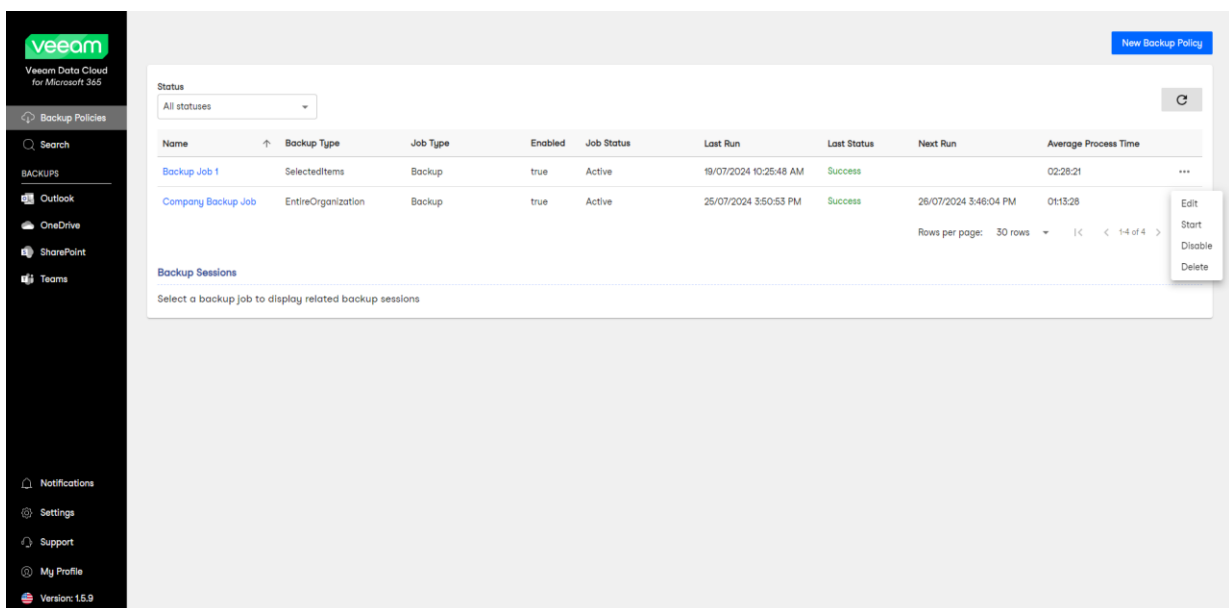 veeam
Veeam Data Cloud
for Microsoft 365
Backup Policies
Search
BACKUPS
Outlook
OneDrive
SharePoint
Teams
Notifications
Settings
Support
My Profile
Version: 1.5.9
New Backup Policy
Status
All statuses
Name Backup Type Job Type Enabled Job Status Last Run Last Status Next Run Average Process Time
Backup Job 1 SelectedItems Backup true Active 19/07/2024 10:25:48 AM Success 02:28:21 ...
Company Backup Job EntireOrganization Backup true Active 25/07/2024 3:50:53 PM Success 26/07/2024 3:46:04 PM 01:13:28
Rows per page: 30 rows 1-4 of 4
Edit
Start
Disable
Delete
Backup Sessions
Select a backup job to display related backup sessions